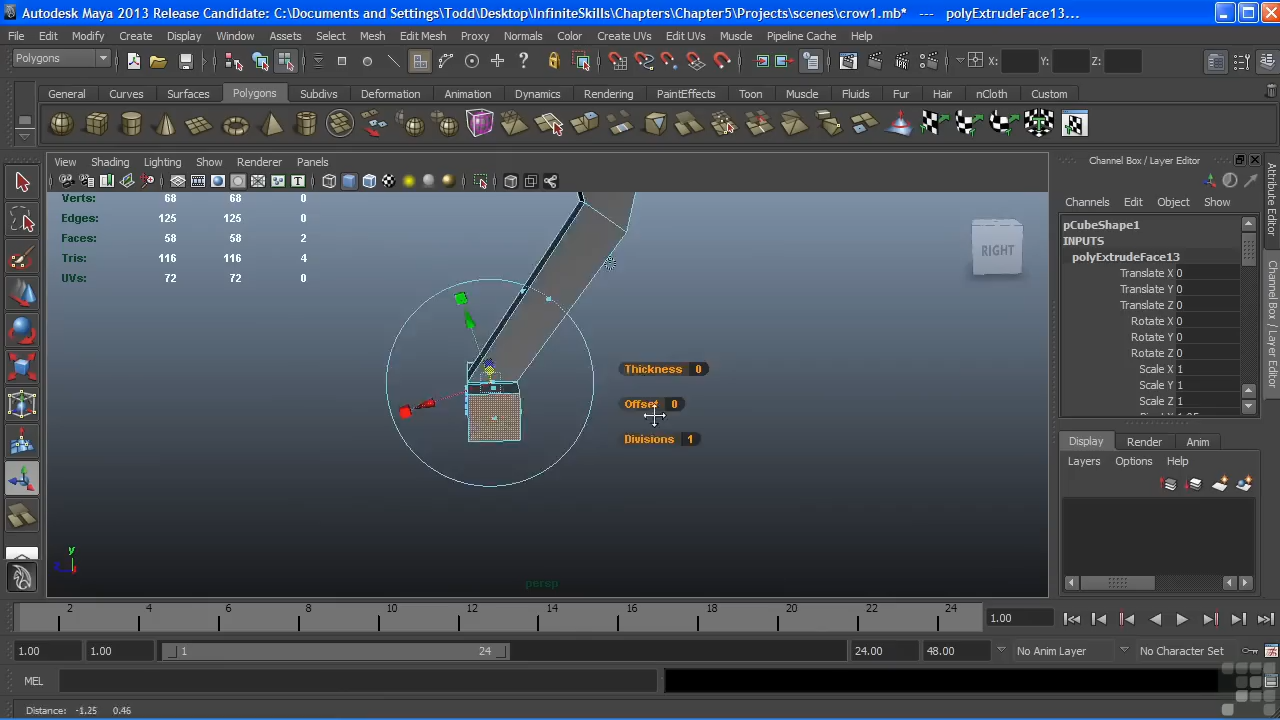 Autodesk Maya 2013 Release Candidate: C:\Documents and Settings\Todd\Desktop\InfiniteSkills\Chapters\Chapter5\Projects\scenes\crow1.mb* --- polyExtrudeFace13...
File Edit Modify Create Display Window Assets Select Mesh Edit Mesh Proxy Normals Color Create UVs Edit UVs Muscle Pipeline Cache Help
Polygons X: Y: Z:
General Curves Surfaces Polygons Subdivs Deformation Animation Dynamics Rendering PaintEffects Toon Muscle Fluids Fur Hair nCloth Custom
View Shading Lighting Show Renderer Panels
Channel Box / Layer Editor
Channels Edit Object Show
Verts: 68 68 0
Edges: 125 125 0
Faces: 58 58 2
Tris: 116 116 4
UVs: 72 72 0
RIGHT
Thickness 0
Offset 0
Divisions 1
y
persp
pCubeShape1
INPUTS
polyExtrudeFace13
Translate X 0
Translate Y 0
Translate Z 0
Rotate X 0
Rotate Y 0
Rotate Z 0
Scale X 1
Scale Y 1
Scale Z 1
Attribute Editor
Channel Box / Layer Editor
Display Render Anim
Layers Options Help
2 4 6 8 10 12 14 16 18 20 22 24
1.00
1.00 1.00 1 24 24.00 48.00 No Anim Layer No Character Set
MEL
Distance: -1.25 0.46